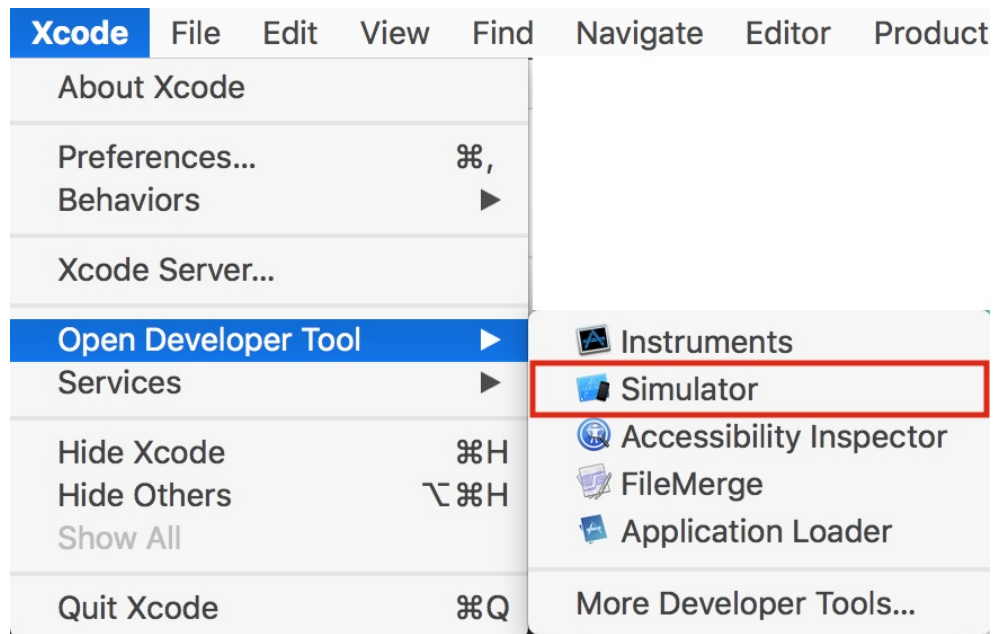 Xcode File Edit View Find Navigate Editor Product
About Xcode
Preferences... ⌘,
Behaviors ▶
Xcode Server...
Open Developer Tool ▶
Services ▶
Hide Xcode ⌘H
Hide Others ⌥⌘H
Show All
Quit Xcode ⌘Q
Instruments
Simulator
Accessibility Inspector
FileMerge
Application Loader
More Developer Tools...